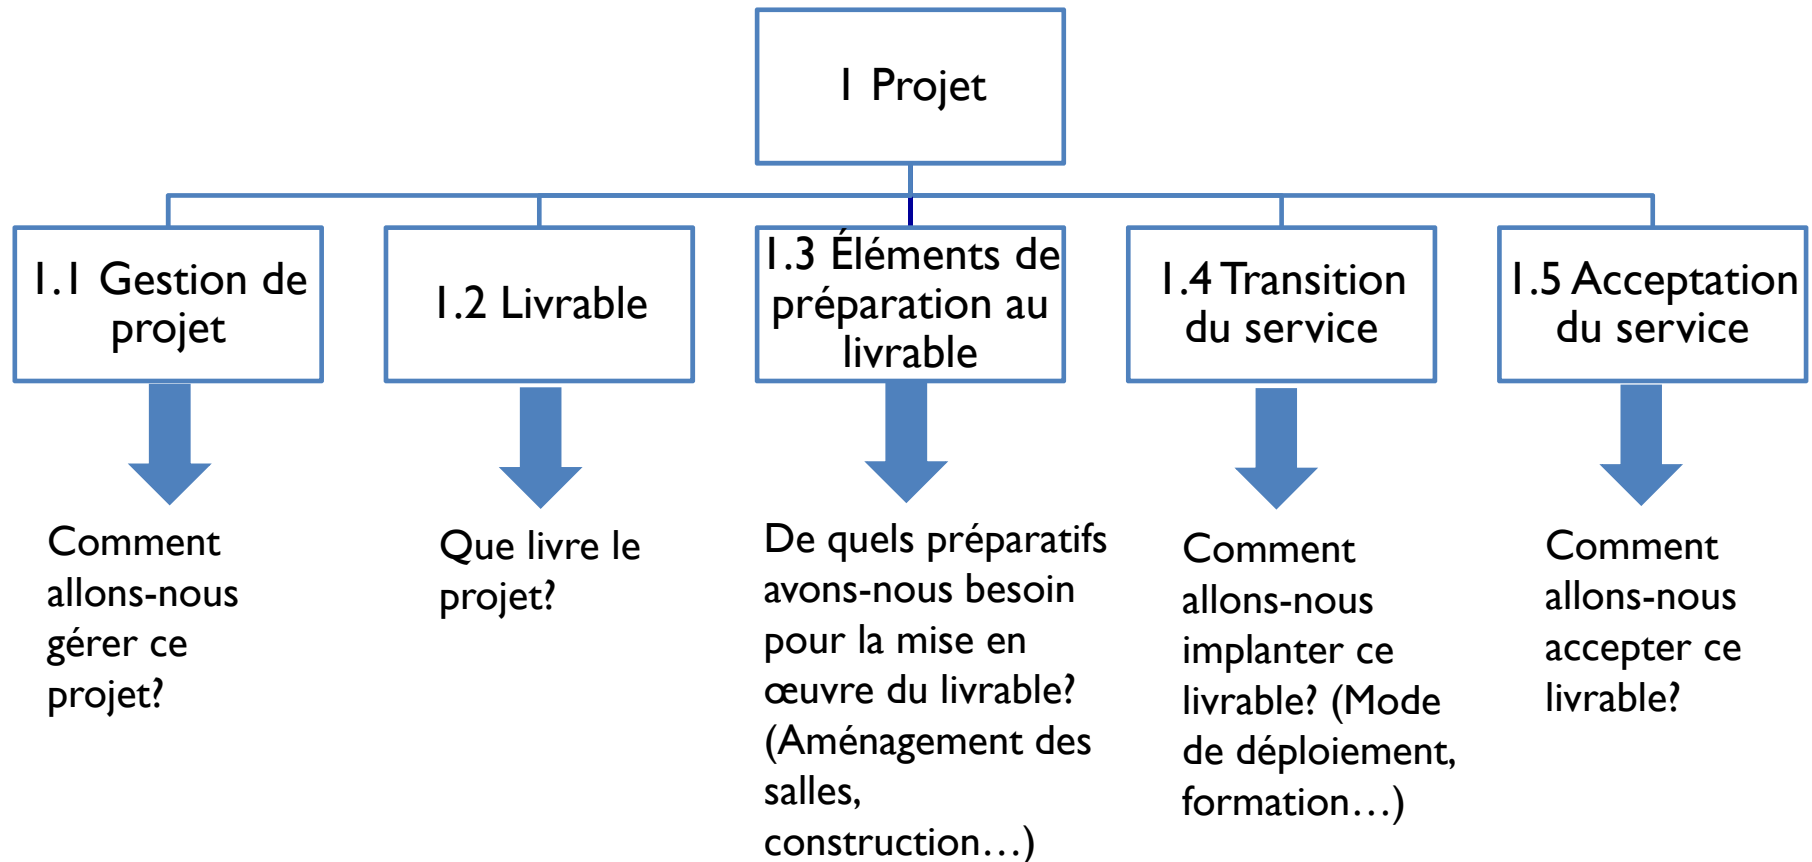 1 Projet
1.1 Gestion de
projet
1.2 Livrable
1.3 Éléments de
préparation au
livrable
1.4 Transition
du service
1.5 Acceptation
du service
Comment
allons-nous
gérer ce
projet?
Que livre le
projet?
De quels préparatifs
avons-nous besoin
pour la mise en
œuvre du livrable?
(Aménagement des
salles,
construction…)
Comment
allons-nous
implanter ce
livrable? (Mode
de déploiement,
formation…)
Comment
allons-nous
accepter ce
livrable?